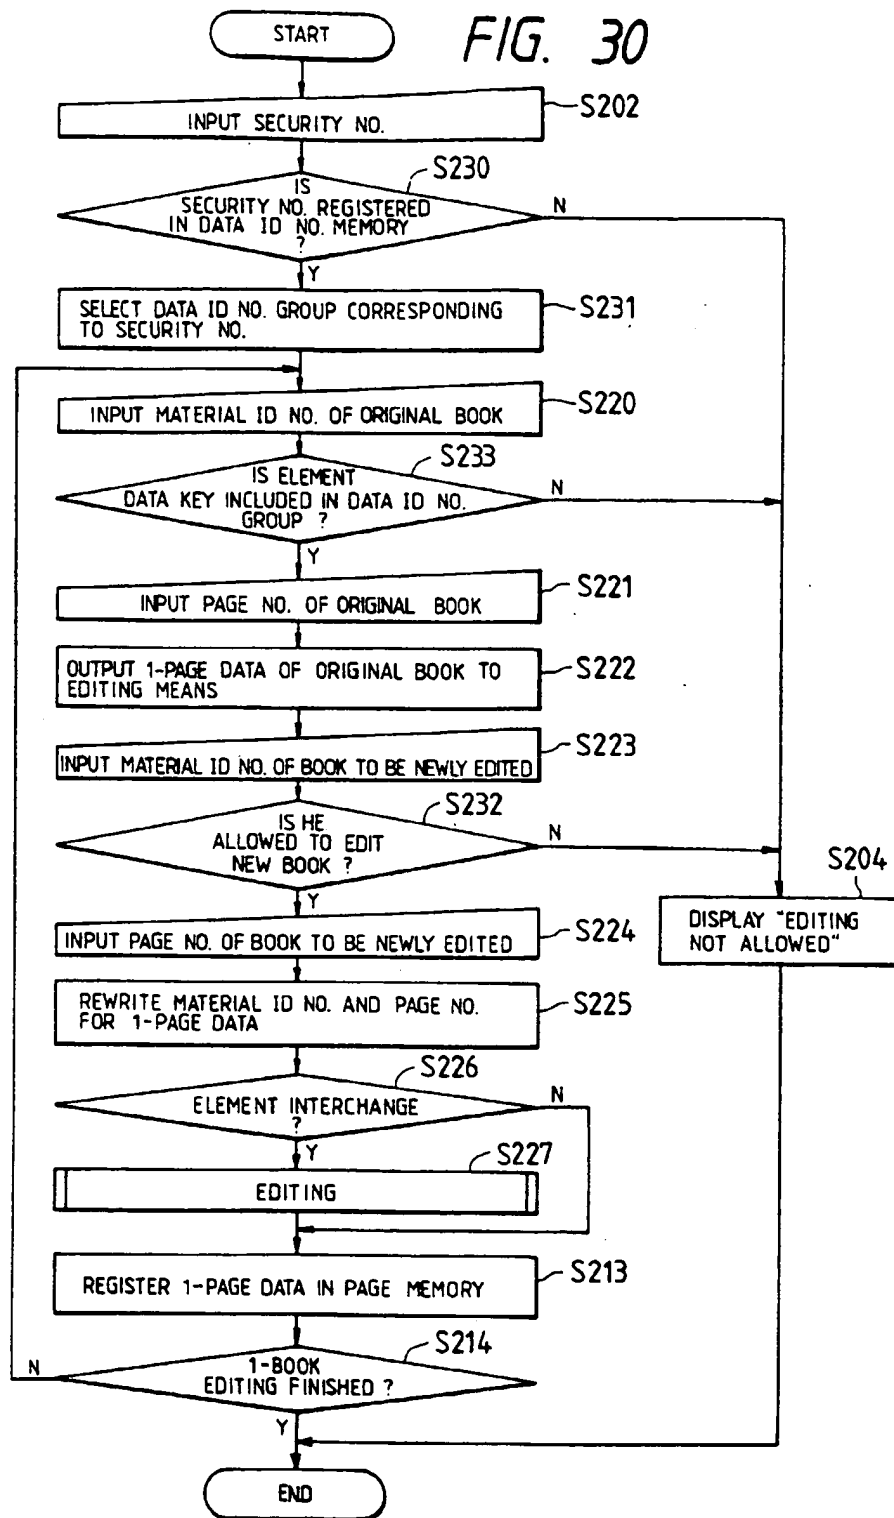 FIG. 30
START
INPUT SECURITY NO.
S202
S230
IS
SECURITY NO. REGISTERED
IN DATA ID NO. MEMORY
?
N
Y
SELECT DATA ID NO. GROUP CORRESPONDING
TO SECURITY NO.
S231
INPUT MATERIAL ID NO. OF ORIGINAL BOOK
S220
S233
IS ELEMENT
DATA KEY INCLUDED IN DATA ID NO.
GROUP ?
N
Y
INPUT PAGE NO. OF ORIGINAL BOOK
S221
OUTPUT 1-PAGE DATA OF ORIGINAL BOOK TO
EDITING MEANS
S222
INPUT MATERIAL ID NO. OF BOOK TO BE NEWLY EDITED
S223
S232
IS HE
ALLOWED TO EDIT
NEW BOOK ?
N
Y
S204
DISPLAY "EDITING
NOT ALLOWED"
INPUT PAGE NO. OF BOOK TO BE NEWLY EDITED
S224
REWRITE MATERIAL ID NO. AND PAGE NO.
FOR 1-PAGE DATA
S225
S226
ELEMENT INTERCHANGE
?
N
Y
S227
EDITING
REGISTER 1-PAGE DATA IN PAGE MEMORY
S213
S214
1-BOOK
EDITING FINISHED ?
N
Y
END